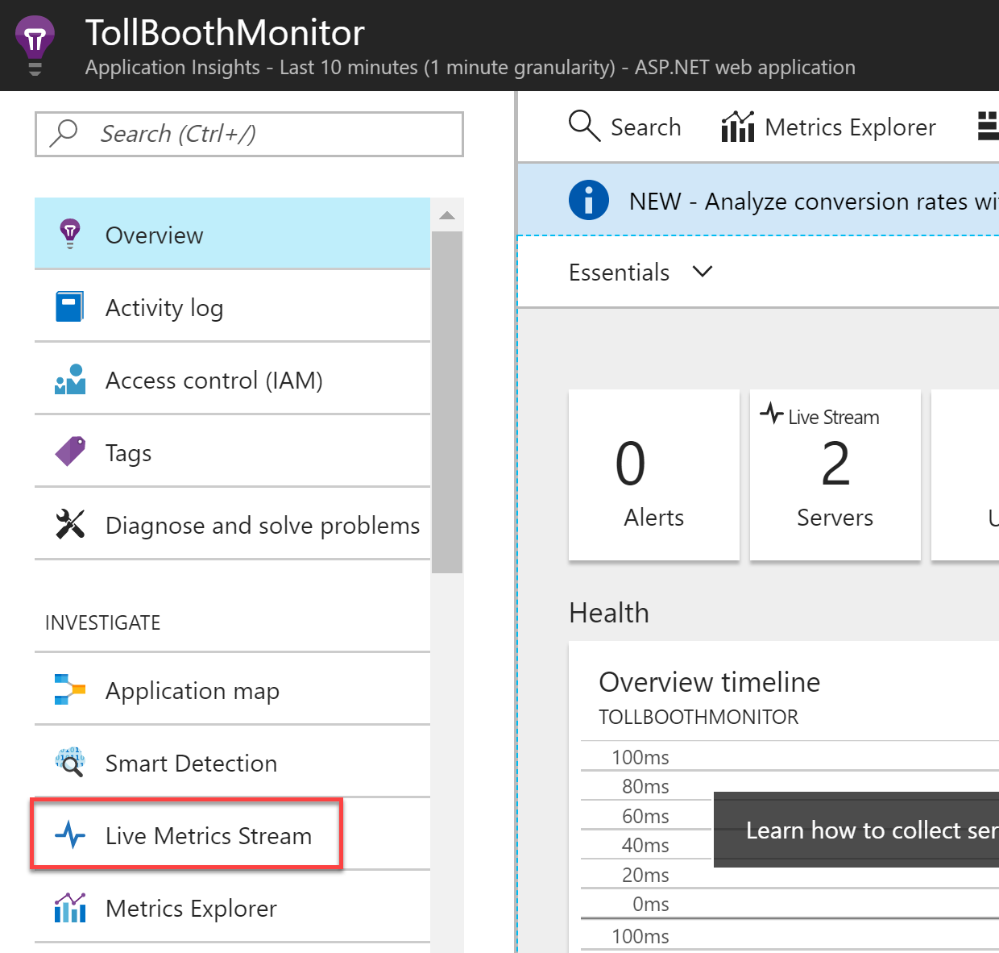 TollBoothMonitor
Application Insights - Last 10 minutes (1 minute granularity) - ASP.NET web application
Search (Ctrl+/)
Overview
Activity log
Access control (IAM)
Tags
Diagnose and solve problems
INVESTIGATE
Application map
Smart Detection
Live Metrics Stream
Metrics Explorer
Search
Metrics Explorer
NEW - Analyze conversion rates
Essentials
0
Alerts
Live Stream
2
Servers
Health
Overview timeline
TOLLBOOTHMONITOR
100ms
80ms
60ms
40ms
20ms
0ms
100ms
Learn how to collect